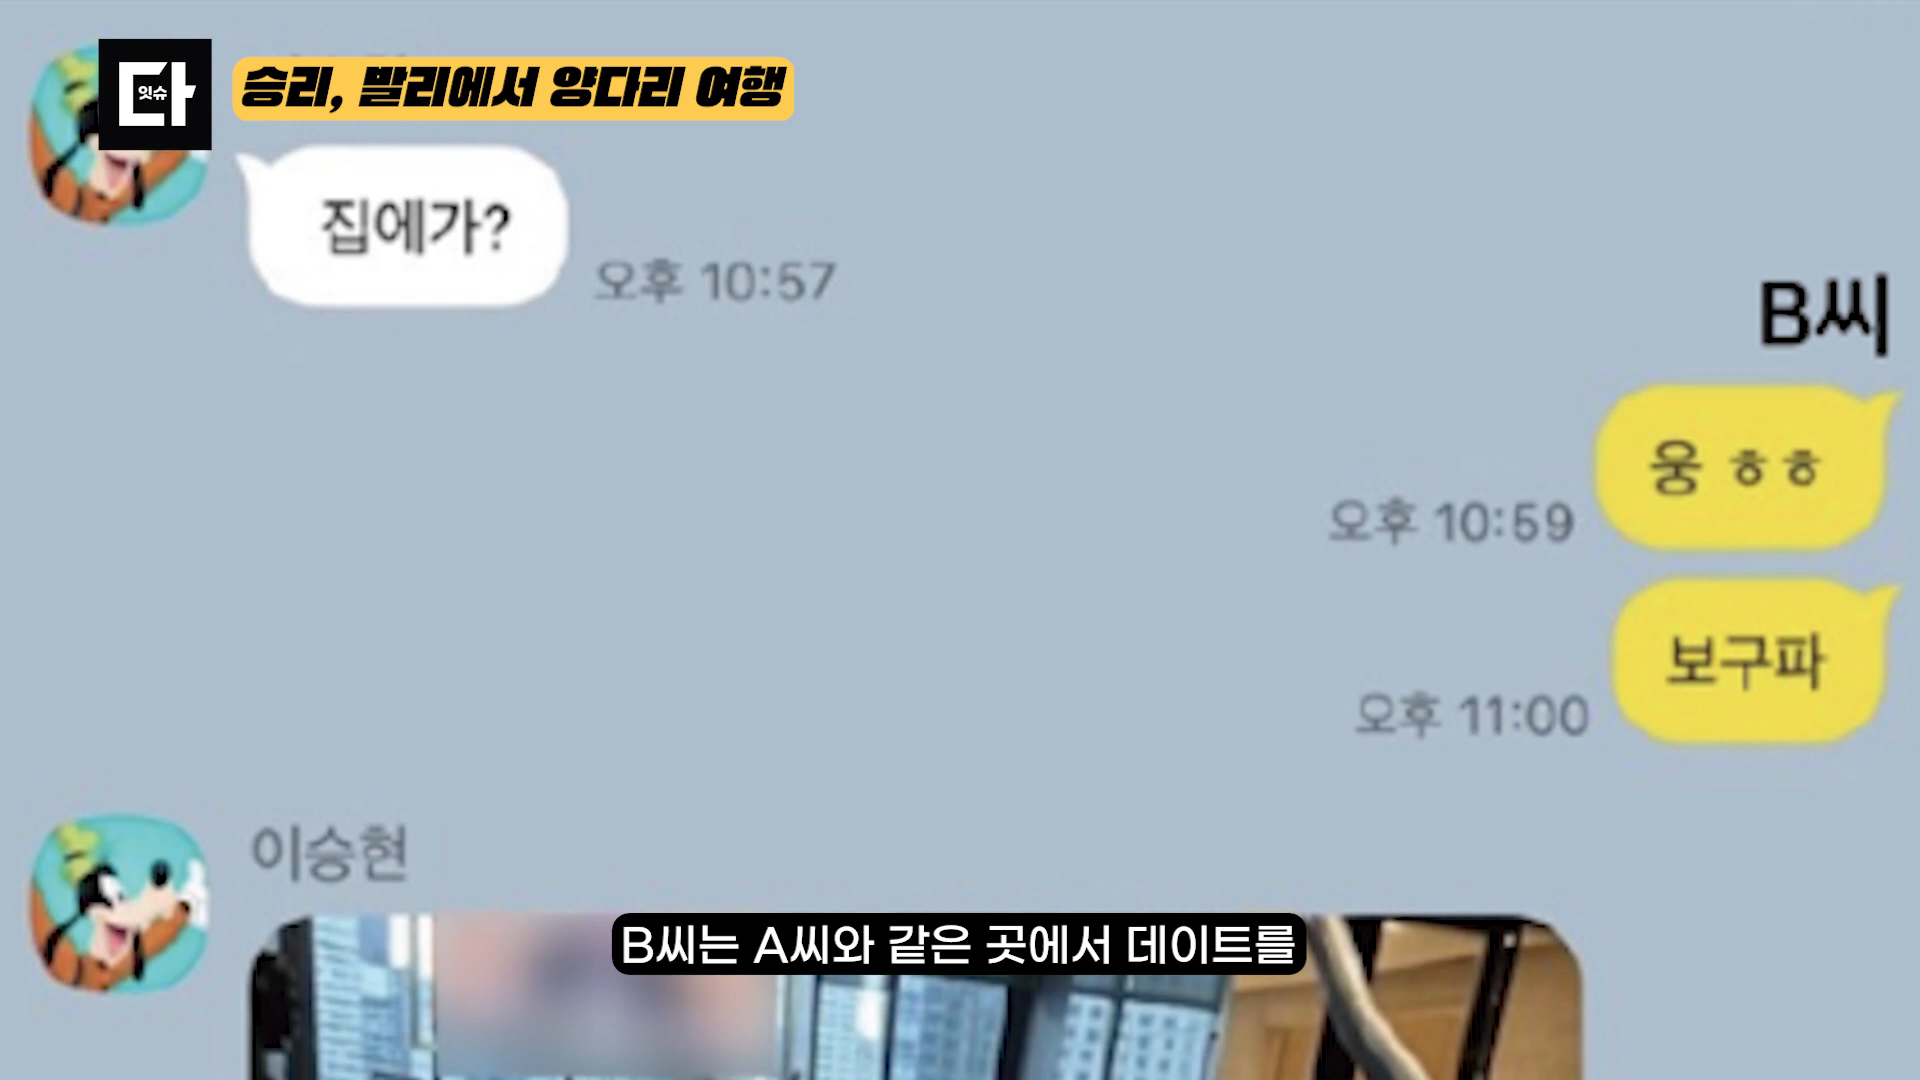 잇슈
타
승리, 발리에서 양다리 여행
집에가?
오후 10:57
B씨
웅 ㅎㅎ
오후 10:59
보구파
오후 11:00
이승현
B씨는 A씨와 같은 곳에서 데이트를